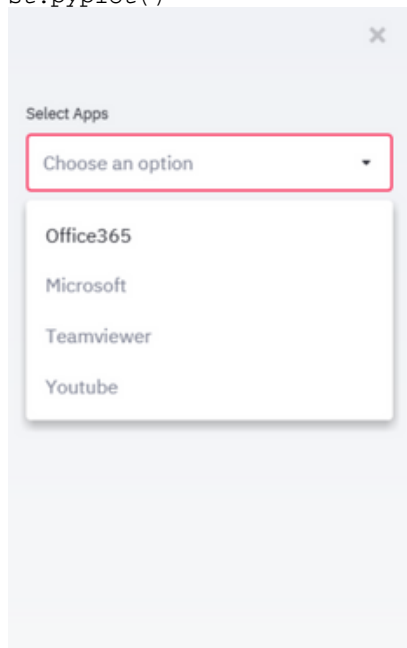 st.pyplot()
×
Select Apps
Choose an option
Office365
Microsoft
Teamviewer
Youtube